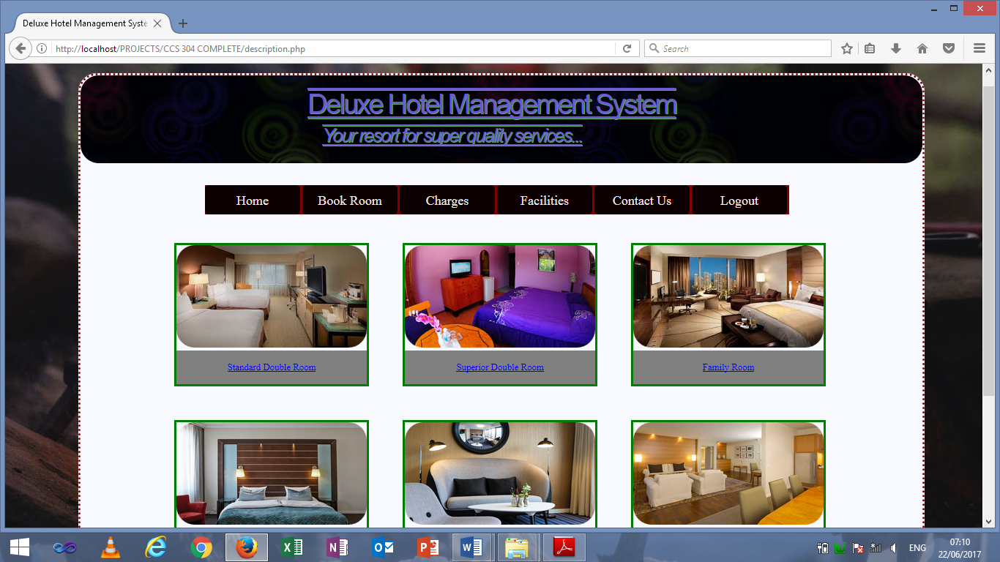 Deluxe Hotel Management Syste
http://localhost/PROJECTS/CCS 304 COMPLETE/description.php
Search
Deluxe Hotel Management System
Your resort for super quality services...
Home
Book Room
Charges
Facilities
Contact Us
Logout
Standard Double Room
Superior Double Room
Family Room
ENG
07:10
22/06/2017